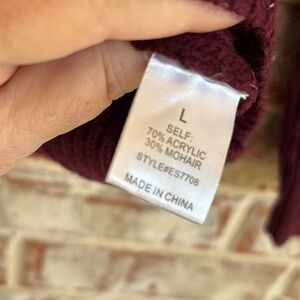 L
SELF:
70% ACRYLIC
30% MOHAIR
STYLE#ES7708
MADE IN CHINA